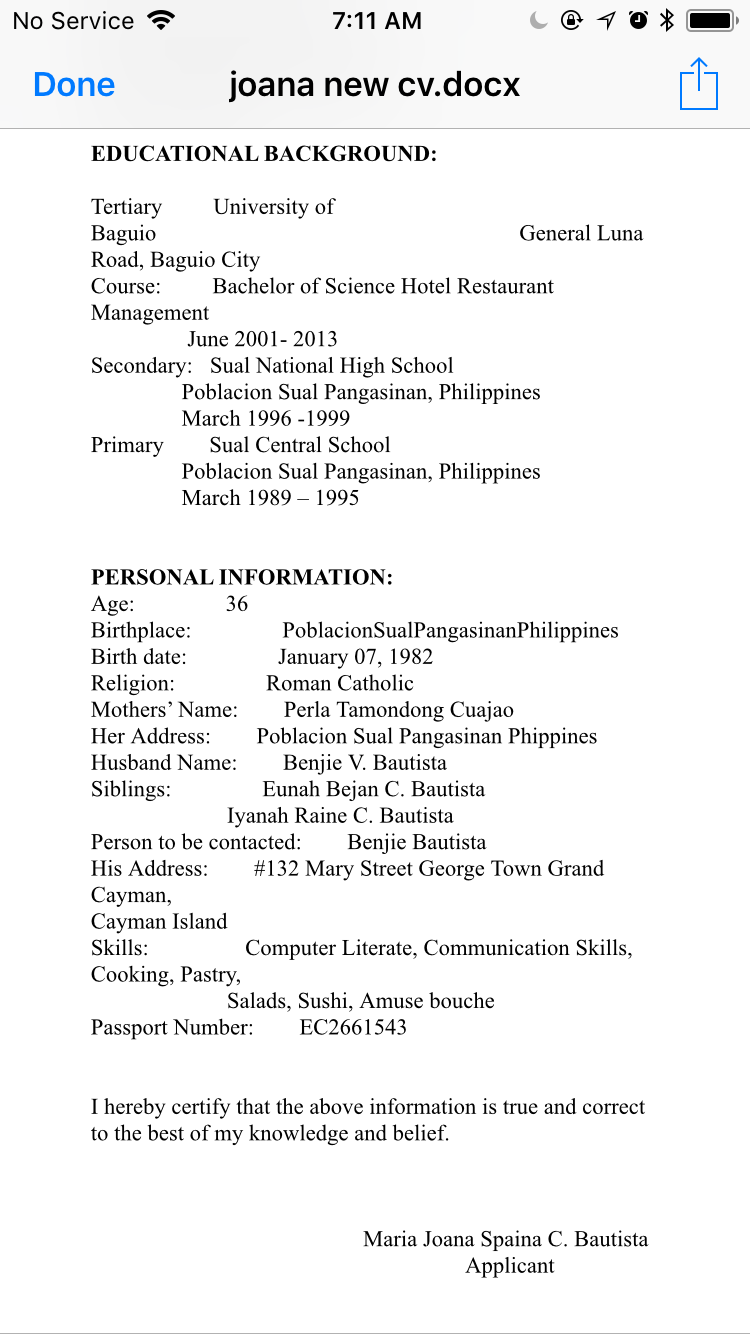 No Service 7:11 AM
Done joana new cv.docx
EDUCATIONAL BACKGROUND:
Tertiary University of
Baguio General Luna
Road, Baguio City
Course: Bachelor of Science Hotel Restaurant
Management
June 2001- 2013
Secondary: Sual National High School
Poblacion Sual Pangasinan, Philippines
March 1996 -1999
Primary Sual Central School
Poblacion Sual Pangasinan, Philippines
March 1989 – 1995
PERSONAL INFORMATION:
Age: 36
Birthplace: PoblacionSualPangasinanPhilippines
Birth date: January 07, 1982
Religion: Roman Catholic
Mothers’ Name: Perla Tamondong Cuajao
Her Address: Poblacion Sual Pangasinan Phippines
Husband Name: Benjie V. Bautista
Siblings: Eunah Bejan C. Bautista
Iyanah Raine C. Bautista
Person to be contacted: Benjie Bautista
His Address: #132 Mary Street George Town Grand
Cayman,
Cayman Island
Skills: Computer Literate, Communication Skills,
Cooking, Pastry,
Salads, Sushi, Amuse bouche
Passport Number: EC2661543
I hereby certify that the above information is true and correct
to the best of my knowledge and belief.
Maria Joana Spaina C. Bautista
Applicant